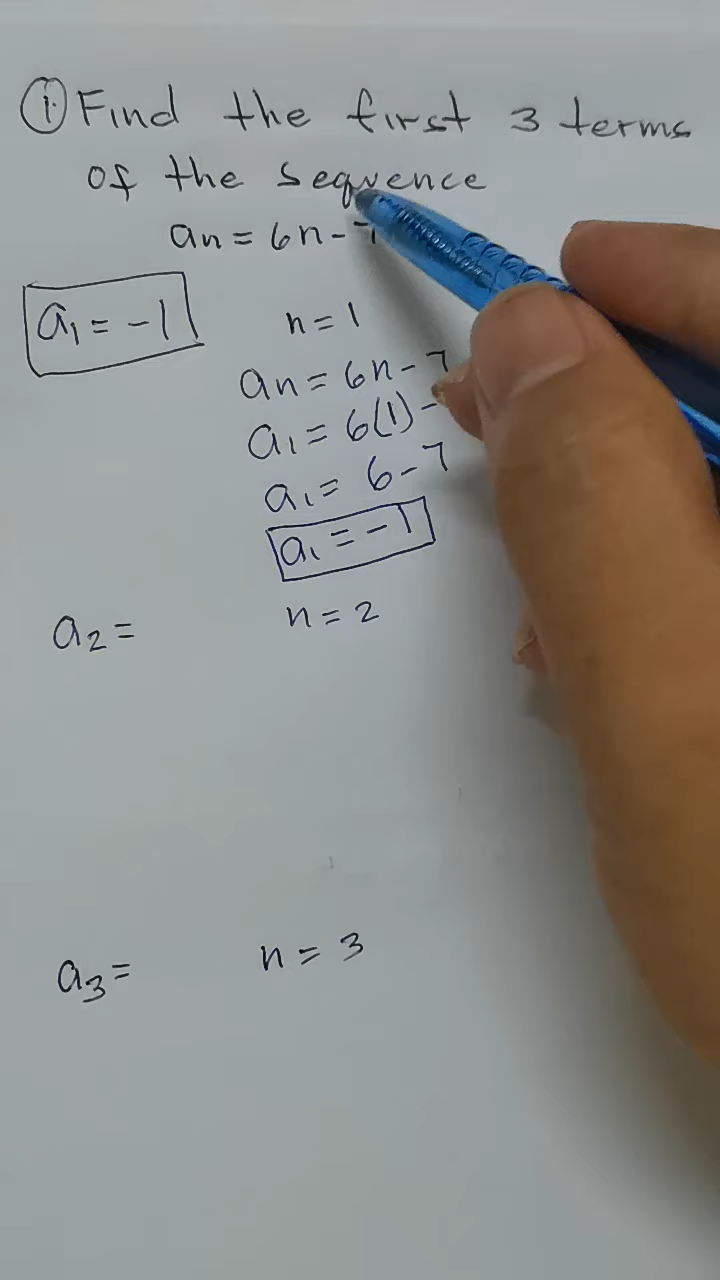 ① Find the first 3 terms
of the sequence
an = 6n - 7
a1 = -1
n = 1
an = 6n - 7
a1 = 6(1) -
a1 = 6 - 7
a1 = -1
a2 =
n = 2
a3 =
n = 3